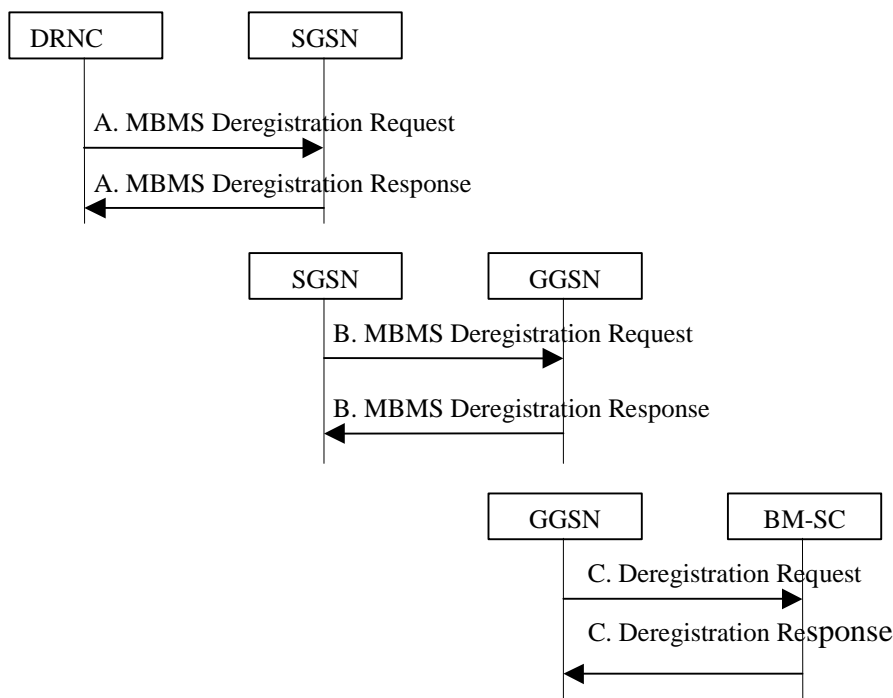 DRNC SGSN
A. MBMS Deregistration Request
A. MBMS Deregistration Response
SGSN GGSN
B. MBMS Deregistration Request
B. MBMS Deregistration Response
GGSN BM-SC
C. Deregistration Request
C. Deregistration Response